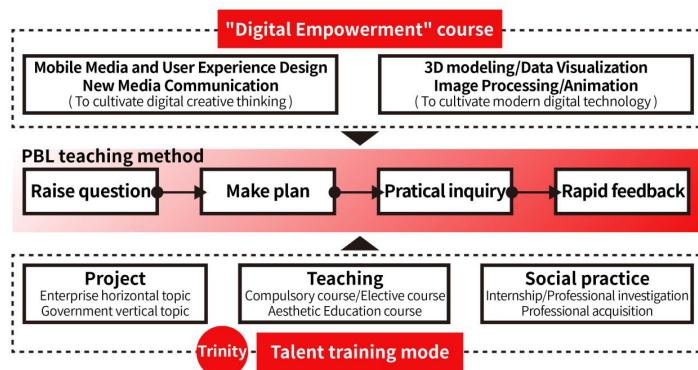 "Digital Empowerment" course
Mobile Media and User Experience Design
New Media Communication
( To cultivate digital creative thinking )
3D modeling/Data Visualization
Image Processing/Animation
( To cultivate modern digital technology )
PBL teaching method
Raise question
Make plan
Pratical inquiry
Rapid feedback
Project
Enterprise horizontal topic
Government vertical topic
Teaching
Compulsory course/Elective course
Aesthetic Education course
Social practice
Internship/Professional investigation
Professional acquisition
Trinity
Talent training mode